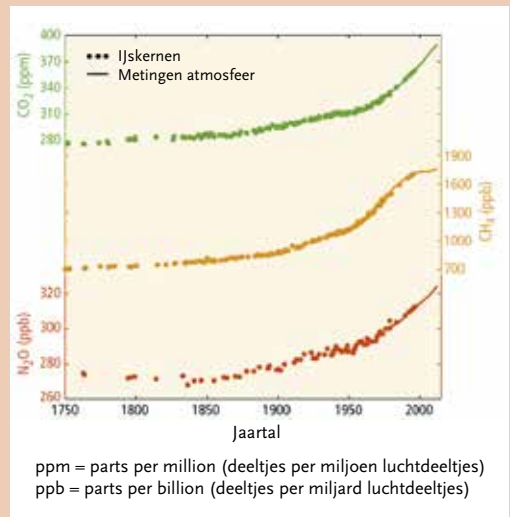 400
370
340
310
280
CO₂ (ppm)
IJskernen
Metingen atmosfeer
1900
1600
1300
1000
700
CH₄ (ppb)
320
300
280
260
N₂O (ppb)
1750 1800 1850 1900 1950 2000
Jaartal
ppm = parts per million (deeltjes per miljoen luchtdeeltjes)
ppb = parts per billion (deeltjes per miljard luchtdeeltjes)